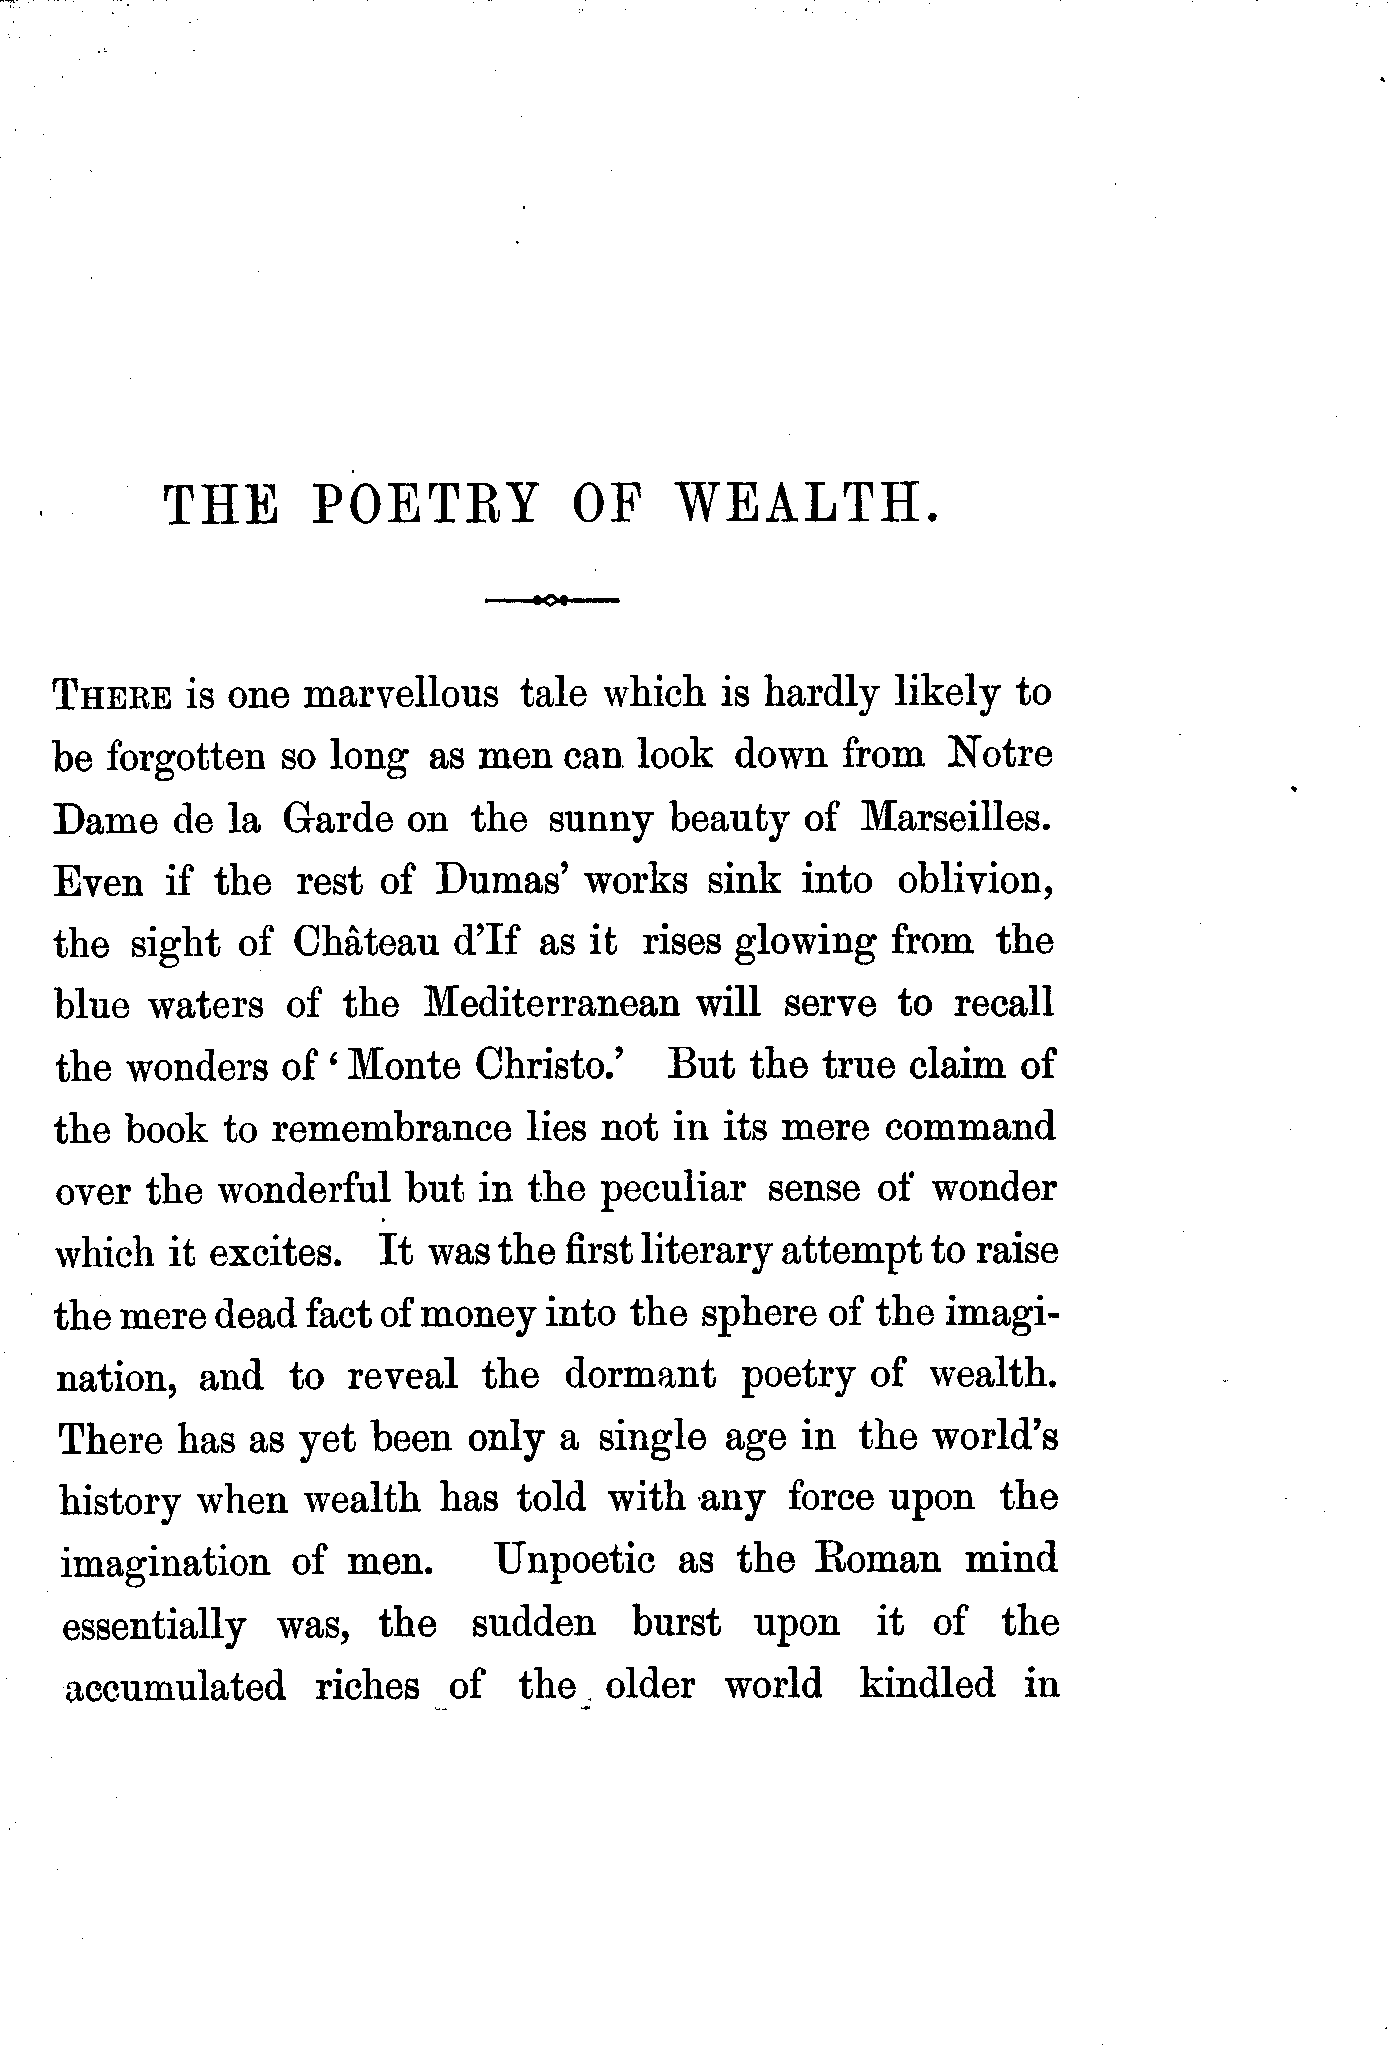 THE POETRY OF WEALTH.
THERE is one marvellous tale which is hardly likely to
be forgotten so long as men can look down from Notre
Dame de la Garde on the sunny beauty of Marseilles.
Even if the rest of Dumas' works sink into oblivion,
the sight of Château d'If as it rises glowing from the
blue waters of the Mediterranean will serve to recall
the wonders of ‘Monte Christo.’ But the true claim of
the book to remembrance lies not in its mere command
over the wonderful but in the peculiar sense of wonder
which it excites. It was the first literary attempt to raise
the mere dead fact of money into the sphere of the imagi-
nation, and to reveal the dormant poetry of wealth.
There has as yet been only a single age in the world's
history when wealth has told with any force upon the
imagination of men. Unpoetic as the Roman mind
essentially was, the sudden burst upon it of the
accumulated riches of the older world kindled in